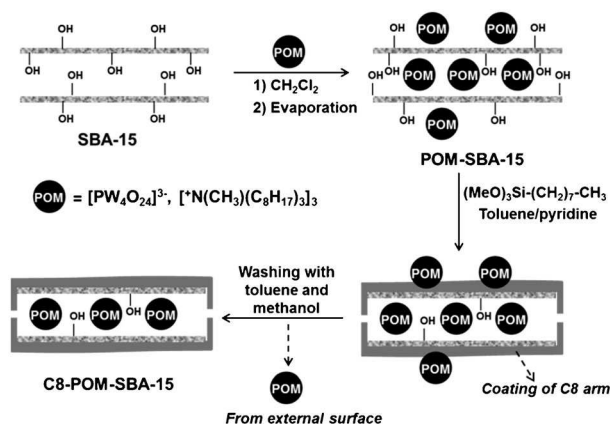 OH OH
OH OH OH
OH OH OH
OH OH
SBA-15
POM
1) CH2Cl2
2) Evaporation
POM OH POM OH
OH POM POM OH POM OH
OH OH
OH POM OH
POM-SBA-15
POM = [PW4O24]3-, [+N(CH3)(C8H17)3]3
(MeO)3Si-(CH2)7-CH3
Toluene/pyridine
POM POM
POM OH POM OH POM
POM
Coating of C8 arm
Washing with
toluene and
methanol
POM
From external surface
POM OH POM OH POM
C8-POM-SBA-15